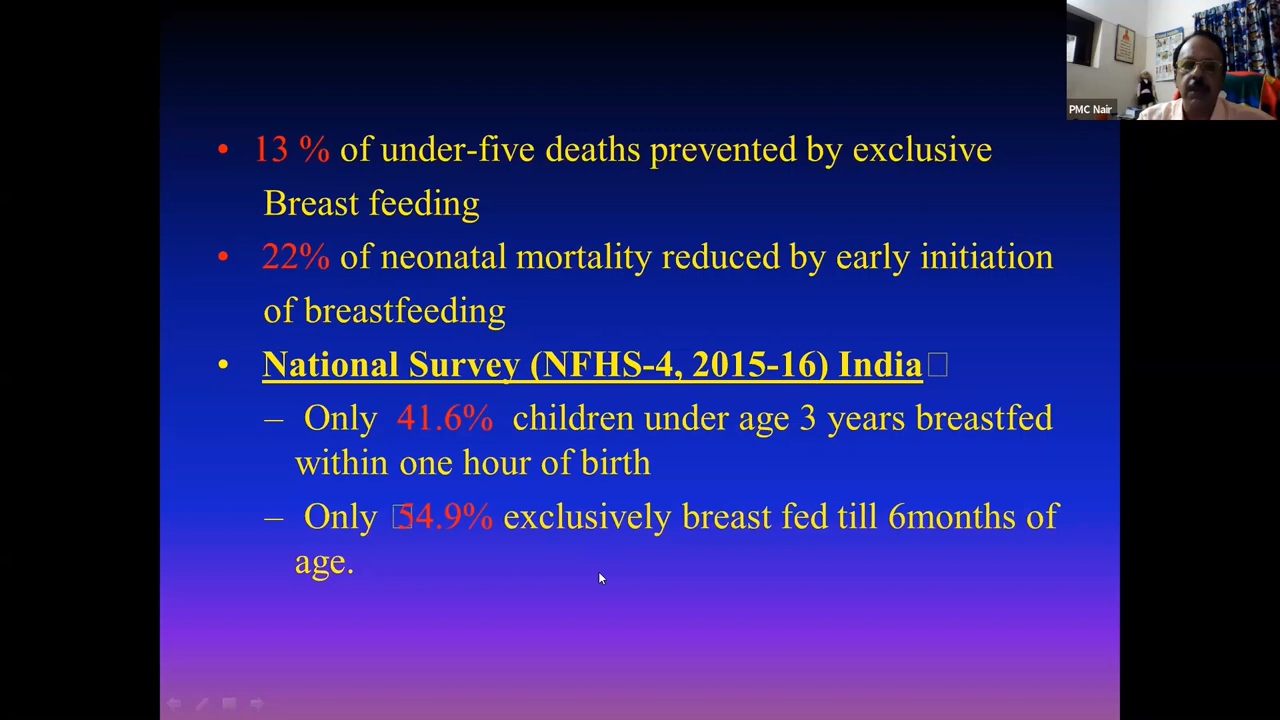 PMC Nair
• 13 % of under-five deaths prevented by exclusive
Breast feeding
• 22% of neonatal mortality reduced by early initiation
of breastfeeding
• National Survey (NFHS-4, 2015-16) India
– Only 41.6% children under age 3 years breastfed
within one hour of birth
– Only 54.9% exclusively breast fed till 6months of
age.